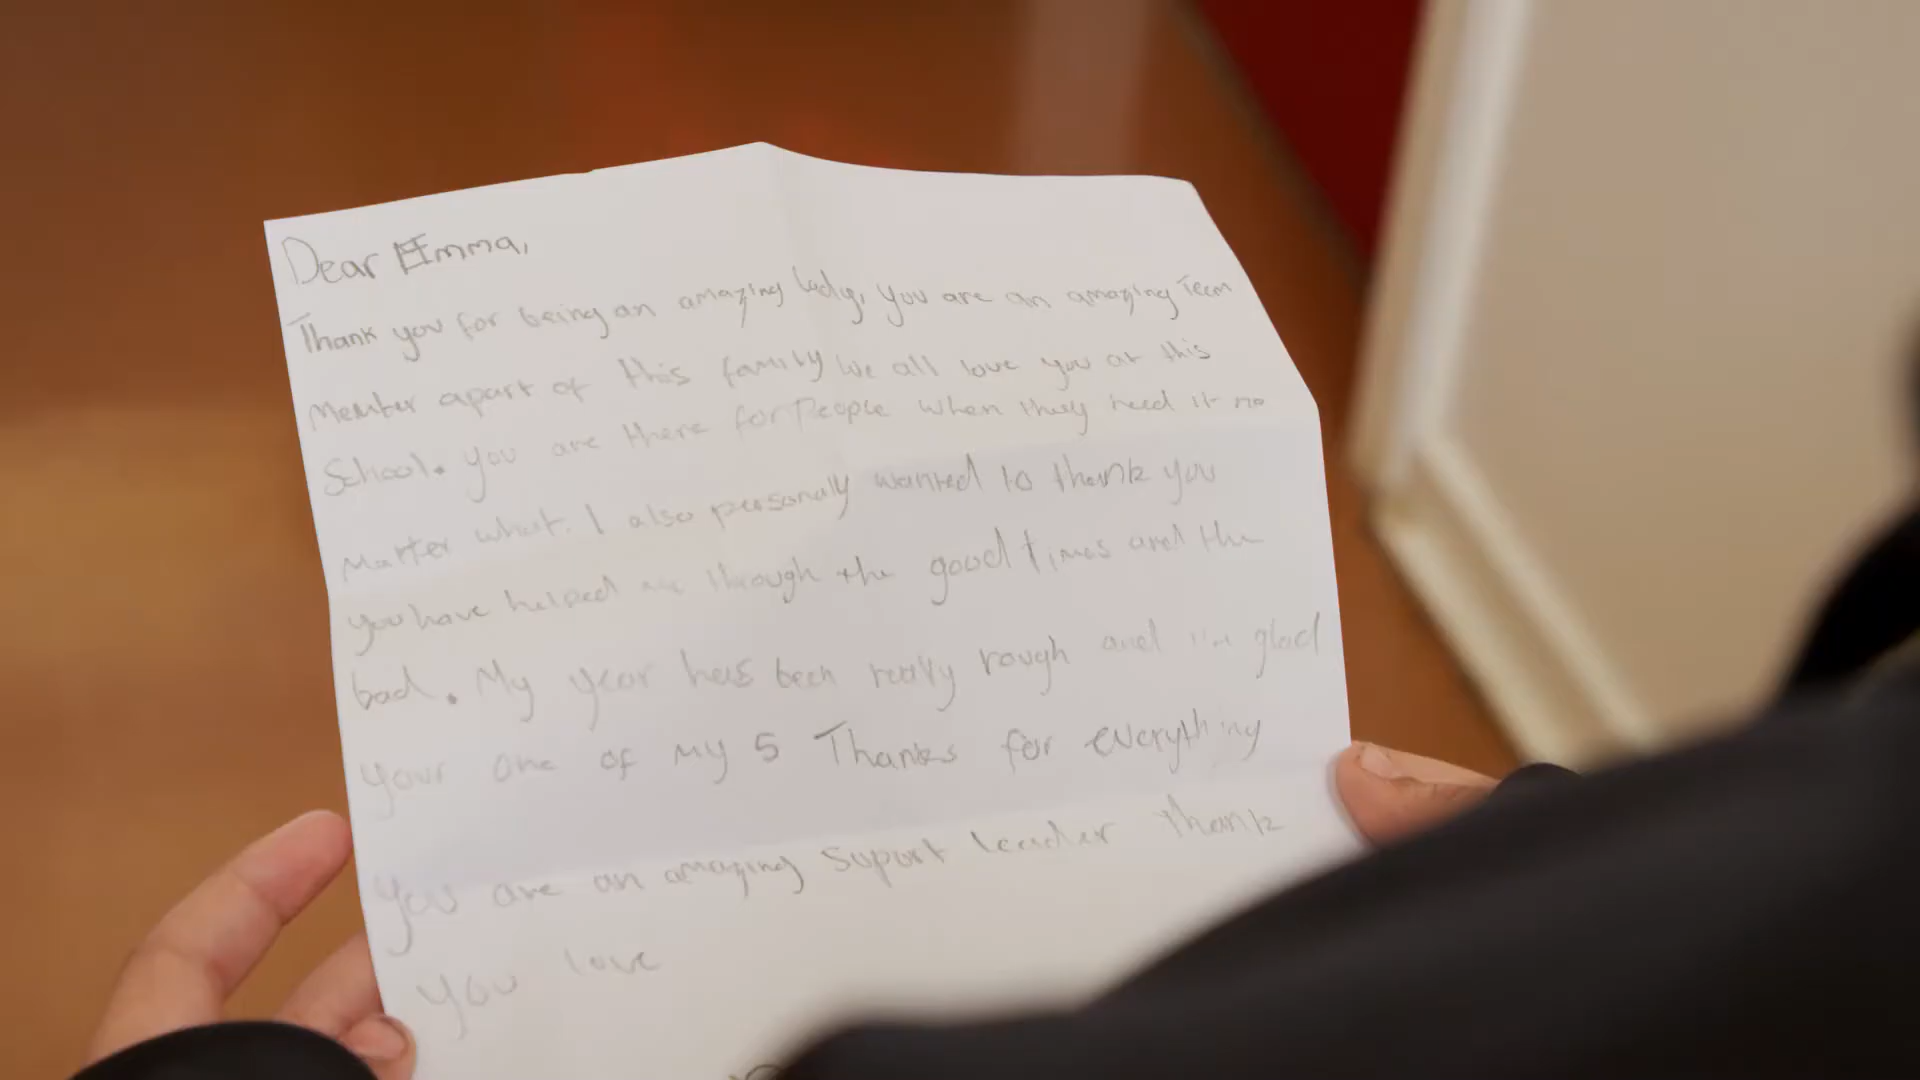 Dear Emma,
Thank you for being an amazing lady, you are an amazing Team
Member apart of this family we all love you at this
School. you are there for People when they need it no
Matter what. I also personally wanted to thank you
you have helped me through the good times and the
bad. My year has been really rough and I'm glad
your one of my 5 Thanks for everything
you are an amazing suport leader thank
you love